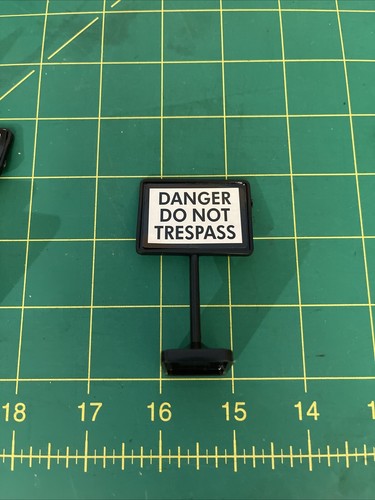 DANGER
DO NOT
TRESPASS
18 17 16 15 14